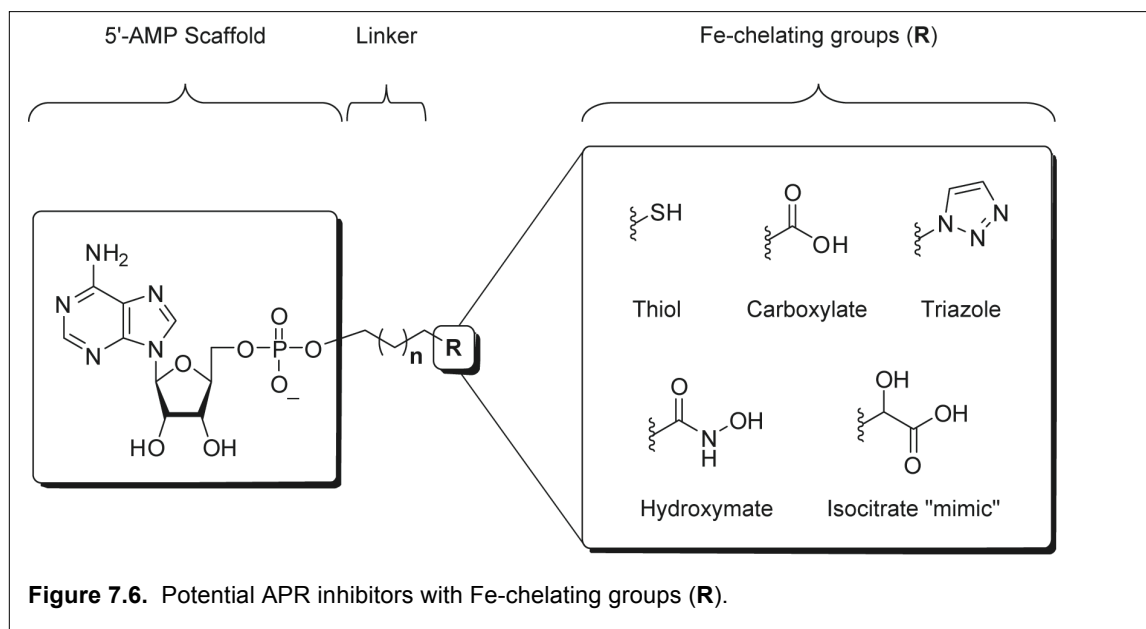 5'-AMP Scaffold Linker Fe-chelating groups (R)
NH2
N
N
N
N
O
HO
OH
O
P
O
O
–
O
n
R
SH
Thiol
O
OH
Carboxylate
N
N
N
Triazole
O
N
H
OH
Hydroxymate
OH
OH
O
Isocitrate "mimic"
Figure 7.6. Potential APR inhibitors with Fe-chelating groups (R).